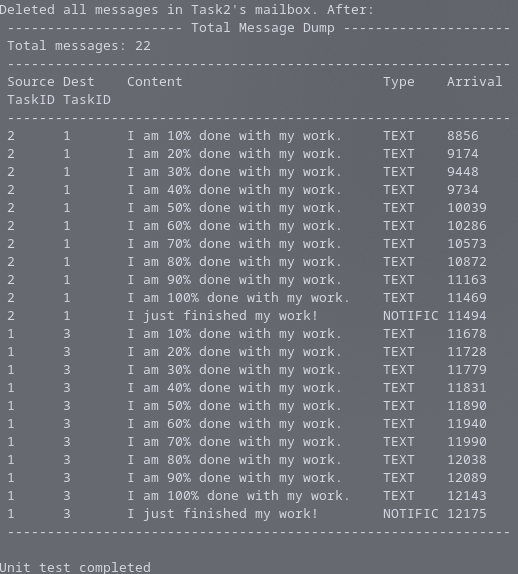 Deleted all messages in Task2's mailbox. After:
---------------------- Total Message Dump ---------------------
Total messages: 22
---------------------------------------------------------------
Source Dest    Content                         Type    Arrival
TaskID TaskID
---------------------------------------------------------------
2      1       I am 10% done with my work.     TEXT    8856
2      1       I am 20% done with my work.     TEXT    9174
2      1       I am 30% done with my work.     TEXT    9448
2      1       I am 40% done with my work.     TEXT    9734
2      1       I am 50% done with my work.     TEXT    10039
2      1       I am 60% done with my work.     TEXT    10286
2      1       I am 70% done with my work.     TEXT    10573
2      1       I am 80% done with my work.     TEXT    10872
2      1       I am 90% done with my work.     TEXT    11163
2      1       I am 100% done with my work.    TEXT    11469
2      1       I just finished my work!        NOTIFIC 11494
1      3       I am 10% done with my work.     TEXT    11678
1      3       I am 20% done with my work.     TEXT    11728
1      3       I am 30% done with my work.     TEXT    11779
1      3       I am 40% done with my work.     TEXT    11831
1      3       I am 50% done with my work.     TEXT    11890
1      3       I am 60% done with my work.     TEXT    11940
1      3       I am 70% done with my work.     TEXT    11990
1      3       I am 80% done with my work.     TEXT    12038
1      3       I am 90% done with my work.     TEXT    12089
1      3       I am 100% done with my work.    TEXT    12143
1      3       I just finished my work!        NOTIFIC 12175
---------------------------------------------------------------
Unit test completed